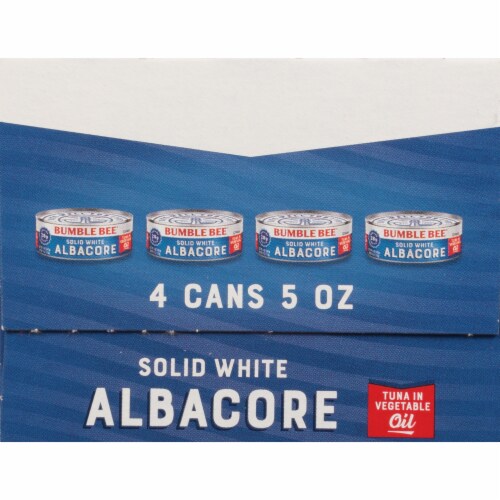 BUMBLE BEE BUMBLE BEE BUMBLE BEE BUMBLE BEE
SOLID WHITE SOLID WHITE SOLID WHITE SOLID WHITE
ALBACORE ALBACORE ALBACORE ALBACORE
4 CANS 5 OZ
SOLID WHITE
ALBACORE
TUNA IN
VEGETABLE
Oil